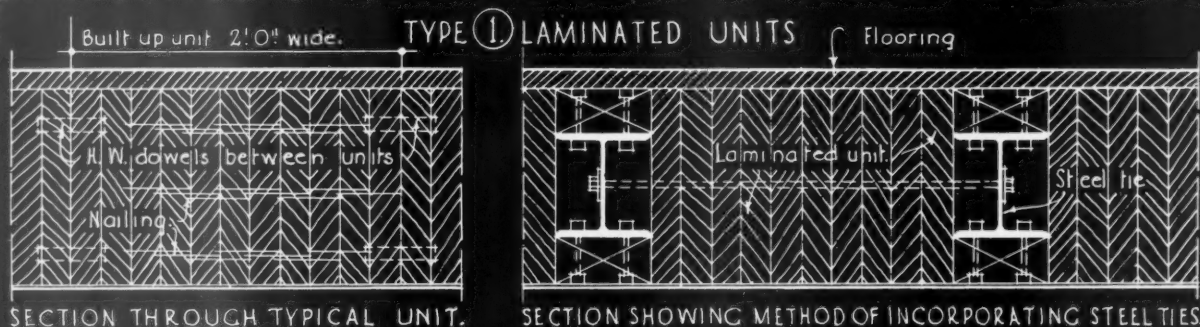 Built up unit 2'.0" wide.
TYPE 1. LAMINATED UNITS
Flooring
H.W. dowels between units
Nailing.
Laminated unit.
Steel tie
SECTION THROUGH TYPICAL UNIT.
SECTION SHOWING METHOD OF INCORPORATING STEEL TIES